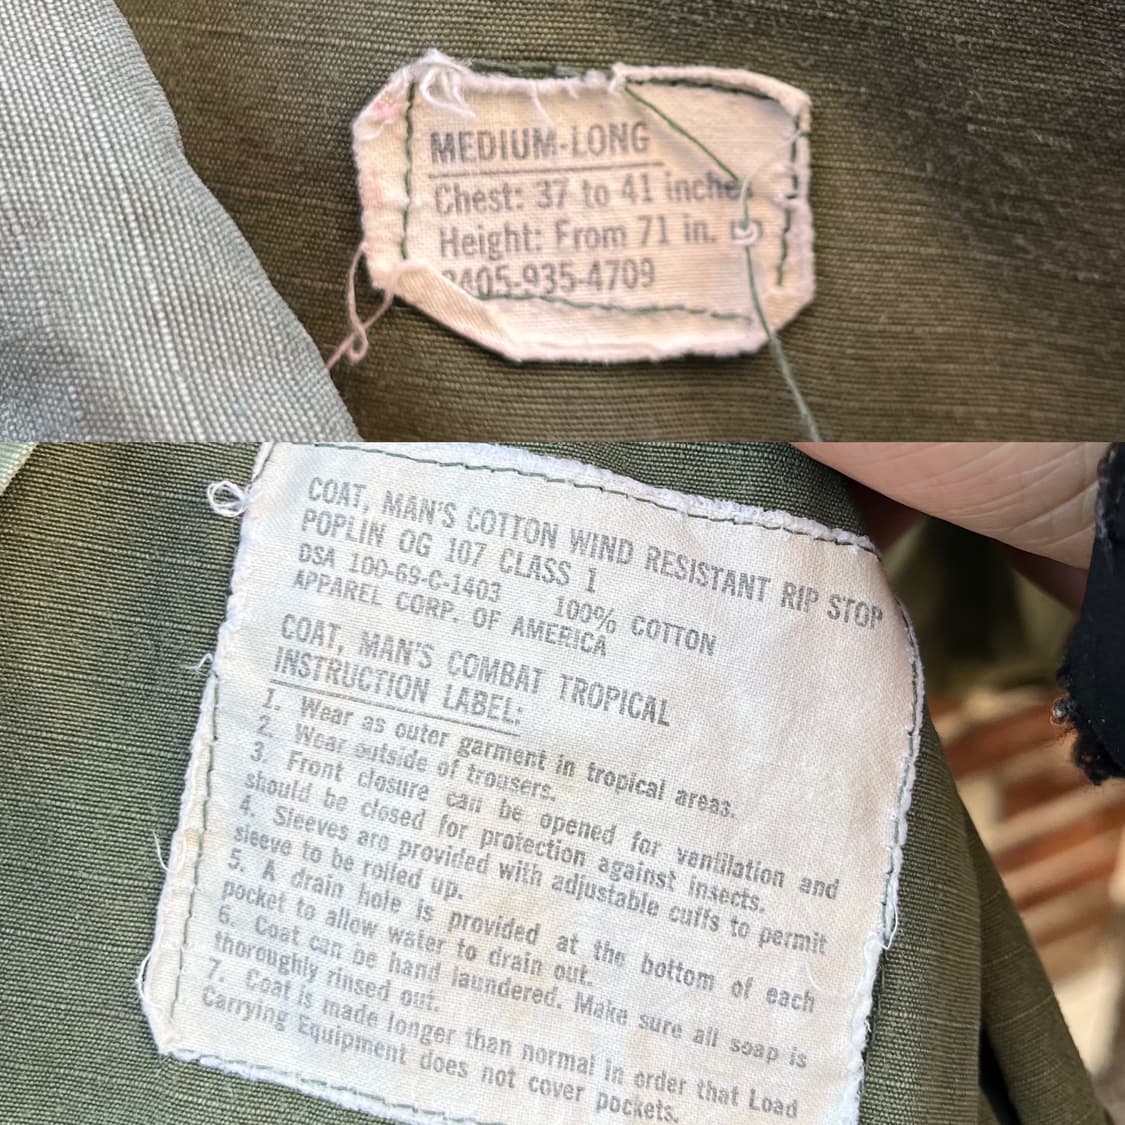 MEDIUM-LONG
Chest: 37 to 41 inche
Height: From 71 in.
8405-935-4709
COAT, MAN'S COTTON WIND RESISTANT RIP STOP
POPLIN OG 107 CLASS 1
DSA 100-69-C-1403 100% COTTON
APPAREL CORP. OF AMERICA
COAT, MAN'S COMBAT TROPICAL
INSTRUCTION LABEL:
1. Wear as outer garment in tropical areas.
2. Wear outside of trousers.
3. Front closure can be opened for ventilation and
should be closed for protection against insects.
4. Sleeves are provided with adjustable cuffs to permit
sleeve to be rolled up.
5. A drain hole is provided at the bottom of each
pocket to allow water to drain out.
6. Coat can be hand laundered. Make sure all soap is
thoroughly rinsed out.
7. Coat is made longer than normal in order that Load
Carrying Equipment does not cover pockets.